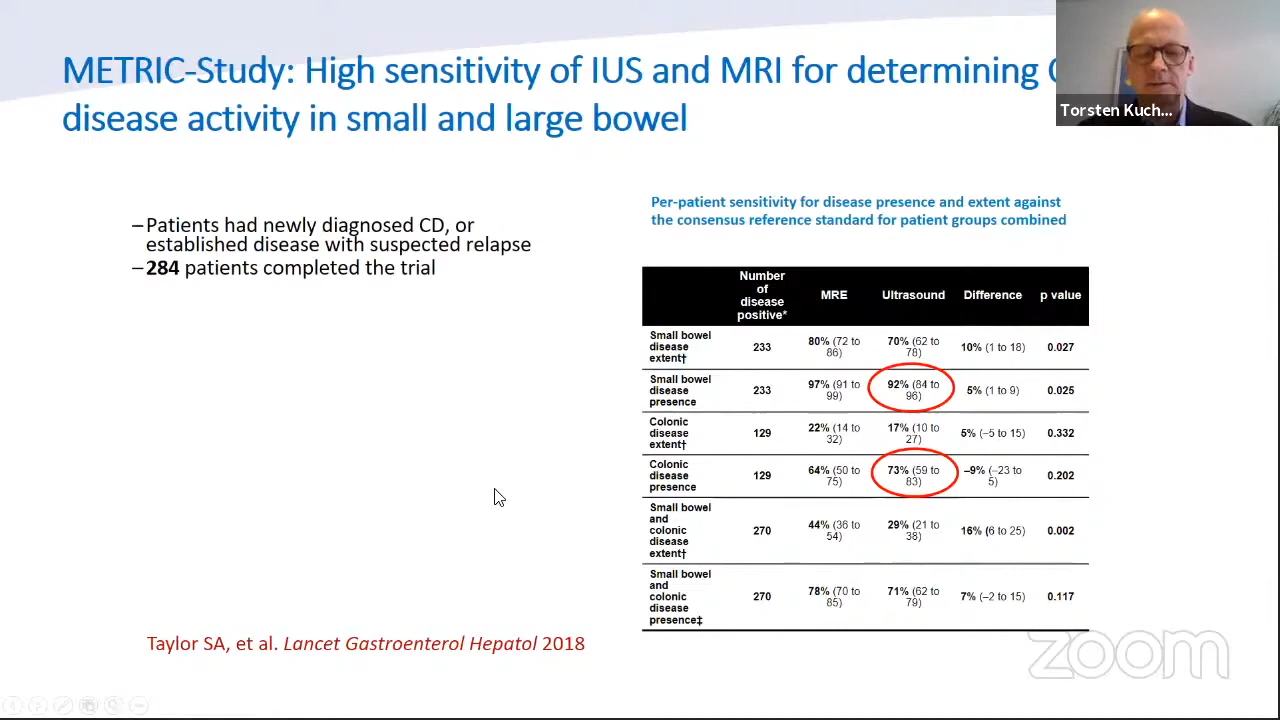 METRIC-Study: High sensitivity of IUS and MRI for determining
disease activity in small and large bowel
Torsten Kuch...
–Patients had newly diagnosed CD, or
established disease with suspected relapse
–284 patients completed the trial
Per-patient sensitivity for disease presence and extent against
the consensus reference standard for patient groups combined
Number
of
disease
positive*
MRE
Ultrasound
Difference
p value
Small bowel
disease
extent†
233
80% (72 to
86)
70% (62 to
78)
10% (1 to 18)
0.027
Small bowel
disease
presence
233
97% (91 to
99)
92% (84 to
96)
5% (1 to 9)
0.025
Colonic
disease
extent†
129
22% (14 to
32)
17% (10 to
27)
5% (–5 to 15)
0.332
Colonic
disease
presence
129
64% (50 to
75)
73% (59 to
83)
–9% (–23 to
5)
0.202
Small bowel
and
colonic
disease
extent†
270
44% (36 to
54)
29% (21 to
38)
16% (6 to 25)
0.002
Small bowel
and
colonic
disease
presence‡
270
78% (70 to
85)
71% (62 to
79)
7% (–2 to 15)
0.117
Taylor SA, et al. Lancet Gastroenterol Hepatol 2018
zoom